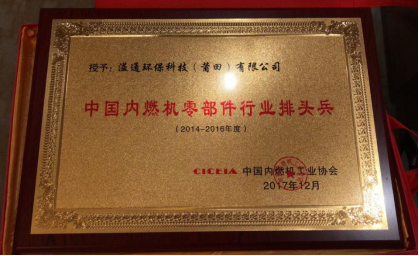 授予:溢通环保科技(莆田)有限公司
中国内燃机零部件行业排头兵
(2014-2016年度)
CICEIA 中国内燃机工业协会
2017年12月